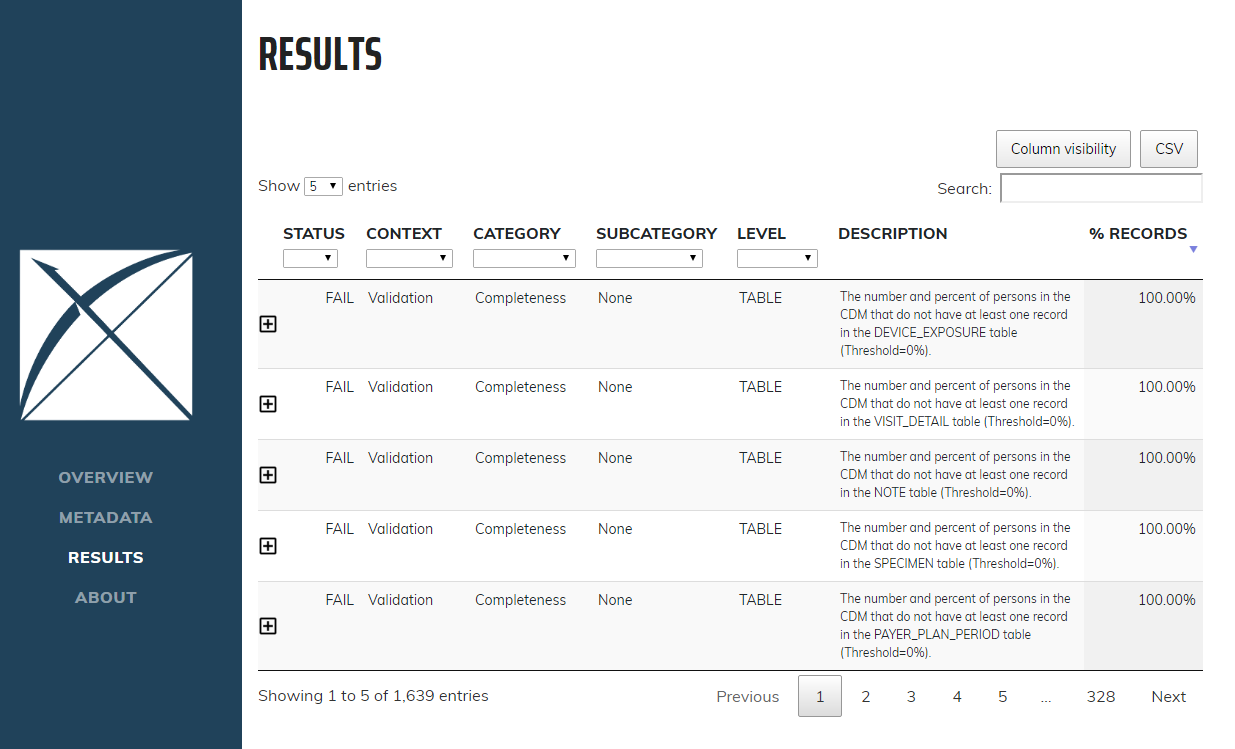 RESULTS
Column visibility CSV
Show 5 entries
Search:
STATUS CONTEXT CATEGORY SUBCATEGORY LEVEL DESCRIPTION % RECORDS
FAIL Validation Completeness None TABLE The number and percent of persons in the 100.00%
CDM that do not have at least one record
in the DEVICE_EXPOSURE table
(Threshold=0%).
FAIL Validation Completeness None TABLE The number and percent of persons in the 100.00%
CDM that do not have at least one record
in the VISIT_DETAIL table (Threshold=0%).
FAIL Validation Completeness None TABLE The number and percent of persons in the 100.00%
CDM that do not have at least one record
in the NOTE table (Threshold=0%).
FAIL Validation Completeness None TABLE The number and percent of persons in the 100.00%
CDM that do not have at least one record
in the SPECIMEN table (Threshold=0%).
FAIL Validation Completeness None TABLE The number and percent of persons in the 100.00%
CDM that do not have at least one record
in the PAYER_PLAN_PERIOD table
(Threshold=0%).
Showing 1 to 5 of 1,639 entries
Previous 1 2 3 4 5 ... 328 Next
OVERVIEW
METADATA
RESULTS
ABOUT